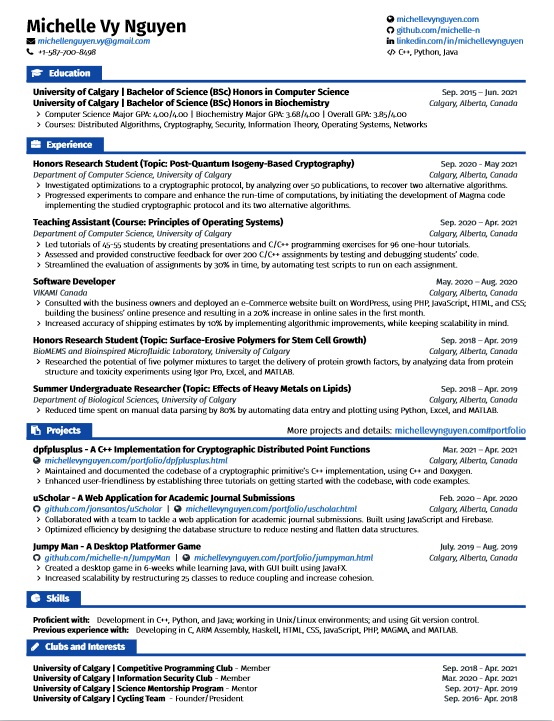 Michelle Vy Nguyen
michellenguyen.vy@gmail.com
+1-587-700-8498
michellevynguyen.com
github.com/michelle-n
linkedin.com/in/michellevynguyen
C++, Python, Java
Education
University of Calgary | Bachelor of Science (BSc) Honors in Computer Science Sep. 2015 – Jun. 2021
University of Calgary | Bachelor of Science (BSc) Honors in Biochemistry Calgary, Alberta, Canada
> Computer Science Major GPA: 4.00/4.00 | Biochemistry Major GPA: 3.68/4.00 | Overall GPA: 3.85/4.00
> Courses: Distributed Algorithms, Cryptography, Security, Information Theory, Operating Systems, Networks
Experience
Honors Research Student (Topic: Post-Quantum Isogeny-Based Cryptography) Sep. 2020 - May 2021
Department of Computer Science, University of Calgary Calgary, Alberta, Canada
> Investigated optimizations to a cryptographic protocol, by analyzing over 50 publications, to recover two alternative algorithms.
> Progressed experiments to compare and enhance the run-time of computations, by initiating the development of Magma code
implementing the studied cryptographic protocol and its two alternative algorithms.
Teaching Assistant (Course: Principles of Operating Systems) Sep. 2020 – Apr. 2021
Department of Computer Science, University of Calgary Calgary, Alberta, Canada
> Led tutorials of 45-55 students by creating presentations and C/C++ programming exercises for 96 one-hour tutorials.
> Assessed and provided constructive feedback for over 200 C/C++ assignments by testing and debugging students' code.
> Streamlined the evaluation of assignments by 30% in time, by automating test scripts to run on each assignment.
Software Developer May. 2020 – Aug. 2020
VIKAMI Canada Calgary, Alberta, Canada
> Consulted with the business owners and deployed an e-Commerce website built on WordPress, using PHP, JavaScript, HTML, and CSS;
building the business' online presence and resulting in a 20% increase in online sales in the first month.
> Increased accuracy of shipping estimates by 10% by implementing algorithmic improvements, while keeping scalability in mind.
Honors Research Student (Topic: Surface-Erosive Polymers for Stem Cell Growth) Sep. 2018 – Apr. 2019
BioMEMS and Bioinspired Microfluidic Laboratory, University of Calgary Calgary, Alberta, Canada
> Researched the potential of five polymer mixtures to target the delivery of protein growth factors, by analyzing data from protein
structure and toxicity experiments using Igor Pro, Excel, and MATLAB.
Summer Undergraduate Researcher (Topic: Effects of Heavy Metals on Lipids) Sep. 2018 – Apr. 2019
Department of Biological Sciences, University of Calgary Calgary, Alberta, Canada
> Reduced time spent on manual data parsing by 80% by automating data entry and plotting using Python, Excel, and MATLAB.
Projects More projects and details: michellevynguyen.com#portfolio
dpfplusplus - A C++ Implementation for Cryptographic Distributed Point Functions Mar. 2021 – Apr. 2021
michellevynguyen.com/portfolio/dpfplusplus.html Calgary, Alberta, Canada
> Maintained and documented the codebase of a cryptographic primitive's C++ implementation, using C++ and Doxygen.
> Enhanced user-friendliness by establishing three tutorials on getting started with the codebase, with code examples.
uScholar - A Web Application for Academic Journal Submissions Feb. 2020 – Apr. 2020
github.com/jonsantos/uScholar | michellevynguyen.com/portfolio/uscholar.html Calgary, Alberta, Canada
> Collaborated with a team to tackle a web application for academic journal submissions. Built using JavaScript and Firebase.
> Optimized efficiency by designing the database structure to reduce nesting and flatten data structures.
Jumpy Man - A Desktop Platformer Game July. 2019 – Aug. 2019
github.com/michelle-n/JumpyMan | michellevynguyen.com/portfolio/jumpyman.html Calgary, Alberta, Canada
> Created a desktop game in 6-weeks while learning Java, with GUI built using JavaFX.
> Increased scalability by restructuring 25 classes to reduce coupling and increase cohesion.
Skills
Proficient with: Development in C++, Python, and Java; working in Unix/Linux environments; and using Git version control.
Previous experience with: Developing in C, ARM Assembly, Haskell, HTML, CSS, JavaScript, PHP, MAGMA, and MATLAB.
Clubs and Interests
University of Calgary | Competitive Programming Club – Member Sep. 2018 - Apr. 2021
University of Calgary | Information Security Club – Member Mar. 2020 - Apr. 2021
University of Calgary | Science Mentorship Program – Mentor Sep. 2017- Apr. 2019
University of Calgary | Cycling Team – Founder/President Sep. 2016- Apr. 2018